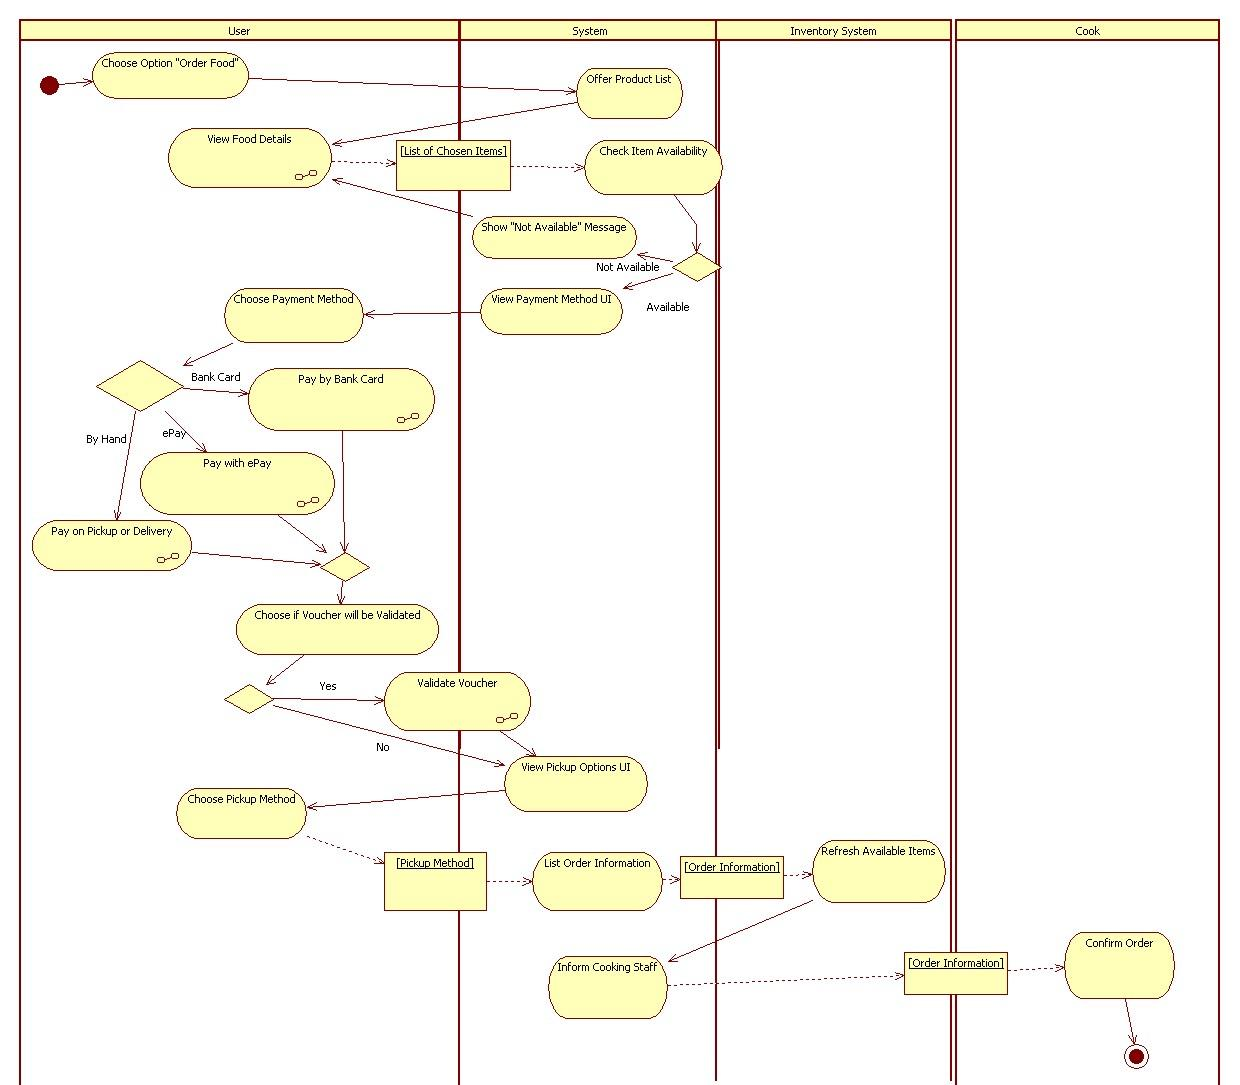 User
System
Inventory System
Cook
Choose Option "Order Food"
Offer Product List
View Food Details
[List of Chosen Items]
Check Item Availability
Show "Not Available" Message
Not Available
Available
Choose Payment Method
View Payment Method UI
Bank Card
Pay by Bank Card
By Hand
ePay
Pay with ePay
Pay on Pickup or Delivery
Choose if Voucher will be Validated
Yes
Validate Voucher
No
View Pickup Options UI
Choose Pickup Method
[Pickup Method]
List Order Information
[Order Information]
Refresh Available Items
Inform Cooking Staff
[Order Information]
Confirm Order